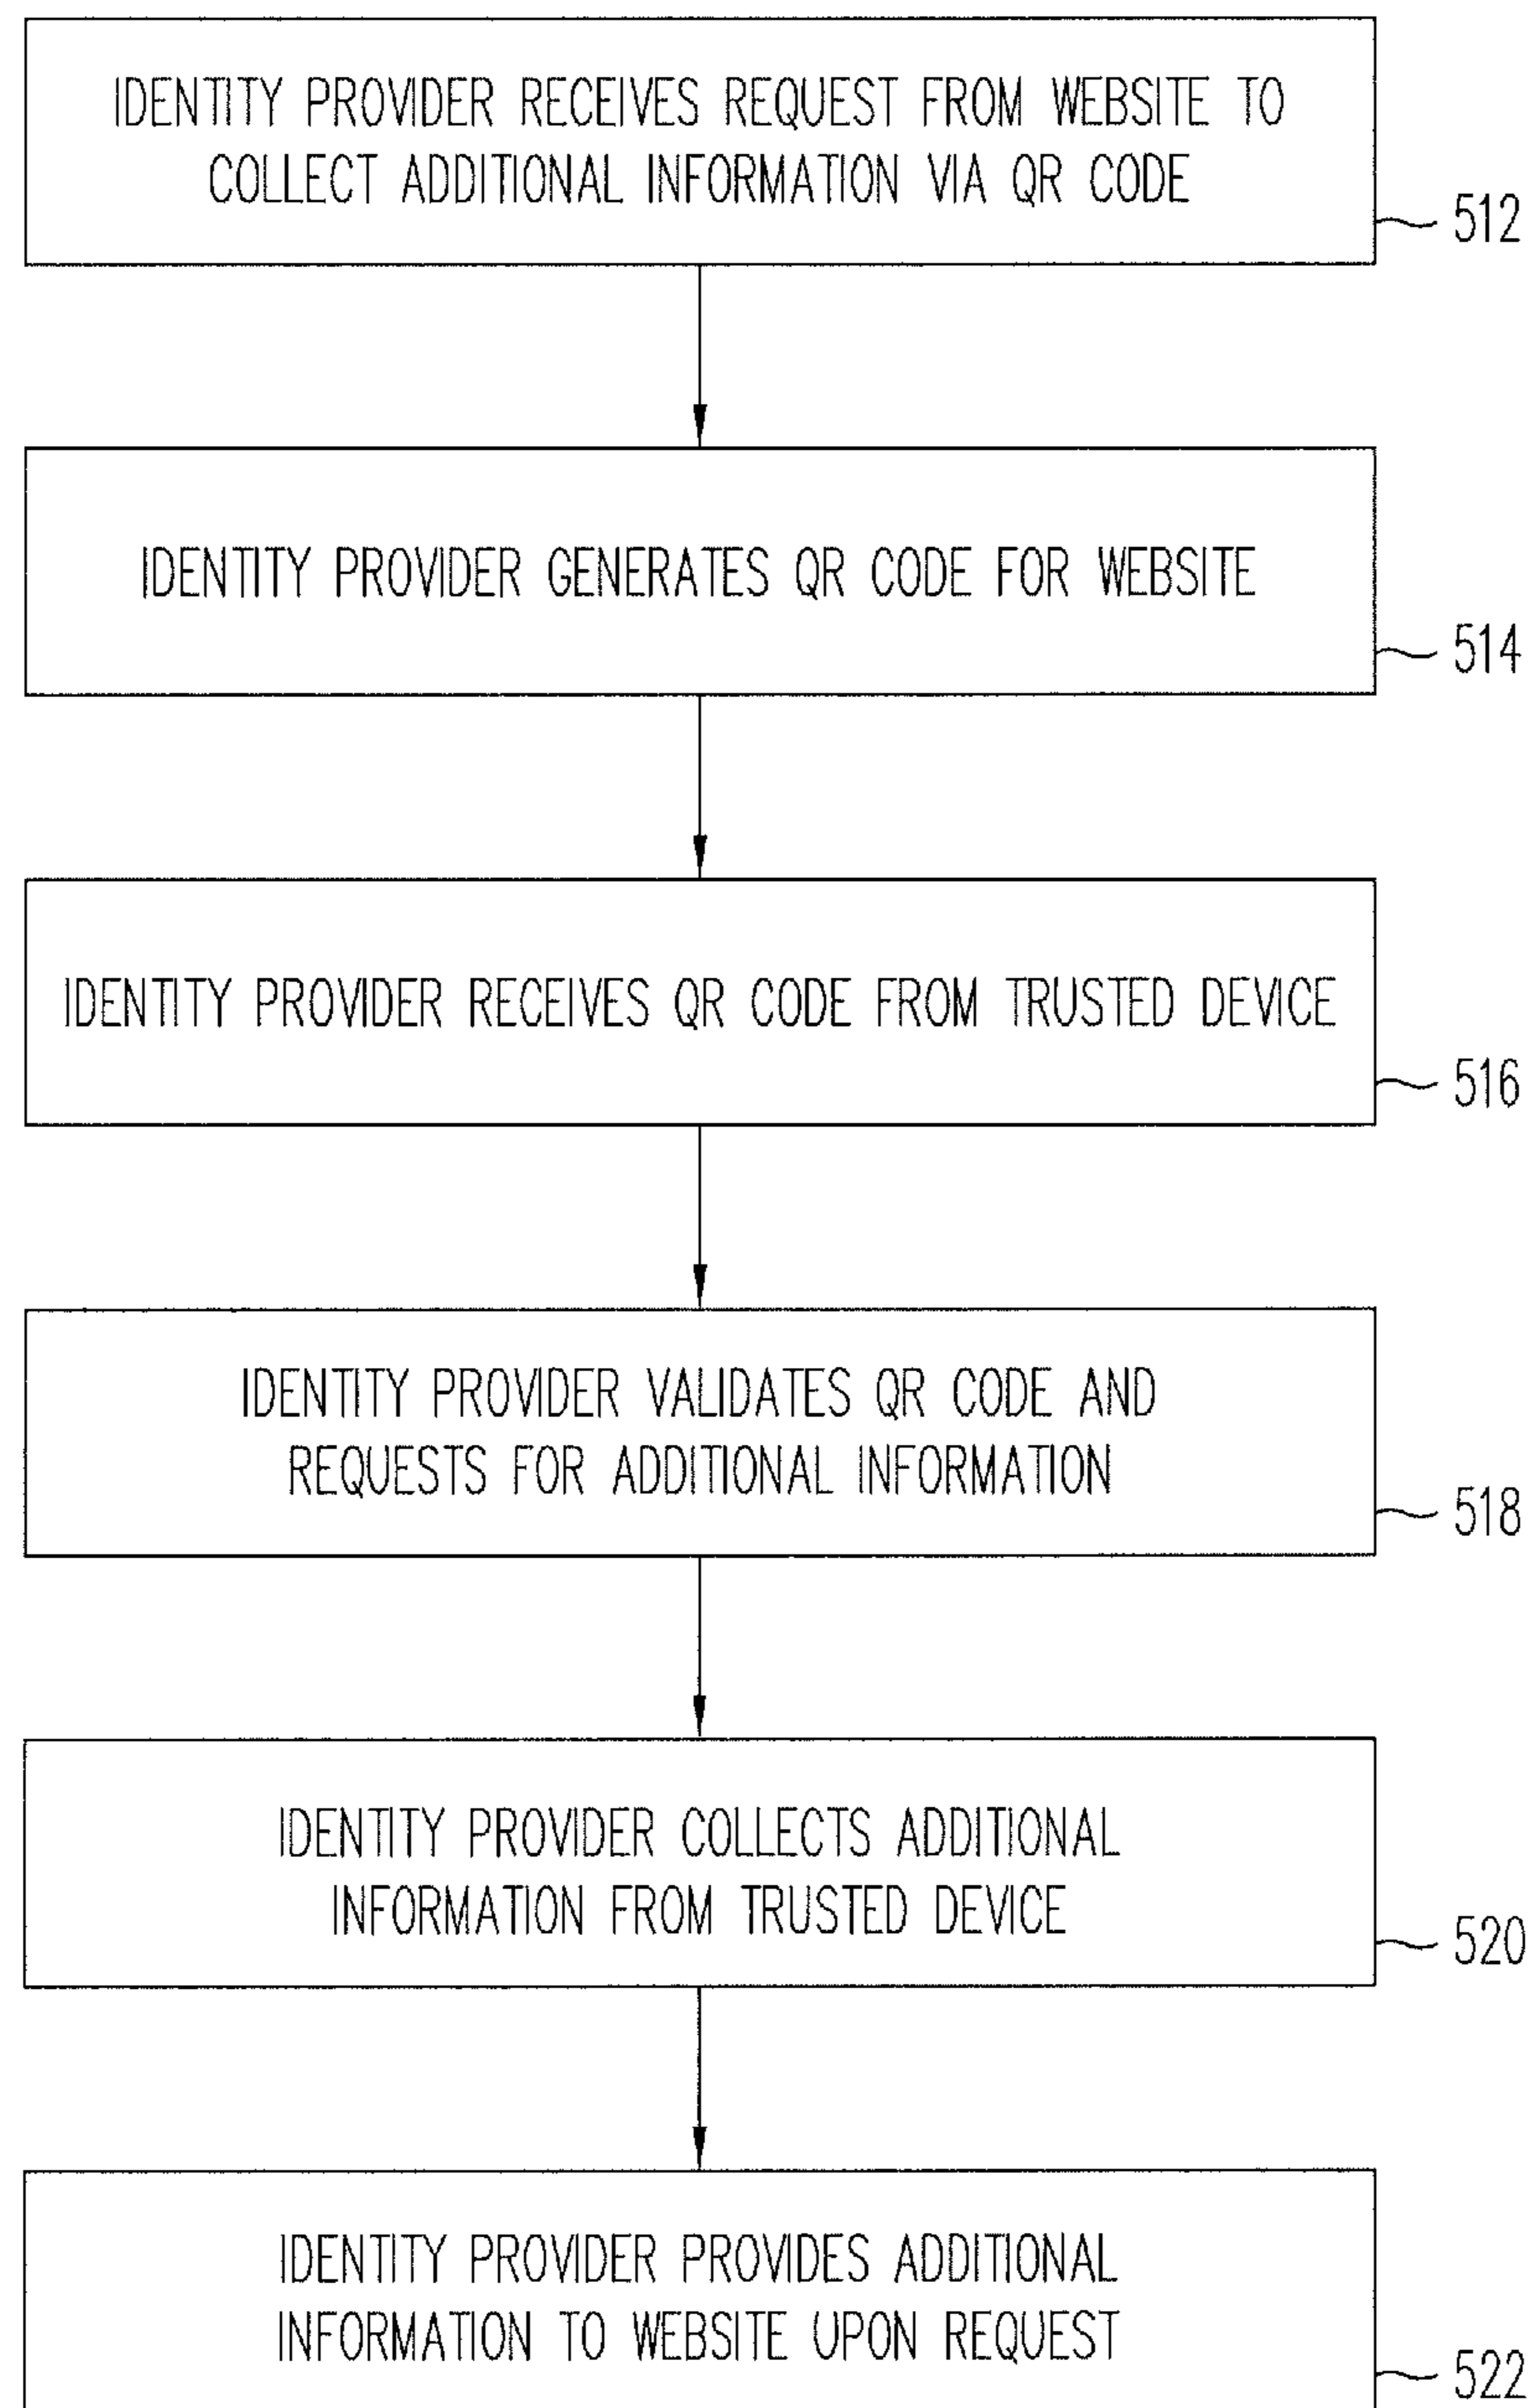 IDENTITY PROVIDER RECEIVES REQUEST FROM WEBSITE TO
COLLECT ADDITIONAL INFORMATION VIA QR CODE
512
IDENTITY PROVIDER GENERATES QR CODE FOR WEBSITE
514
IDENTITY PROVIDER RECEIVES QR CODE FROM TRUSTED DEVICE
516
IDENTITY PROVIDER VALIDATES QR CODE AND
REQUESTS FOR ADDITIONAL INFORMATION
518
IDENTITY PROVIDER COLLECTS ADDITIONAL
INFORMATION FROM TRUSTED DEVICE
520
IDENTITY PROVIDER PROVIDES ADDITIONAL
INFORMATION TO WEBSITE UPON REQUEST
522